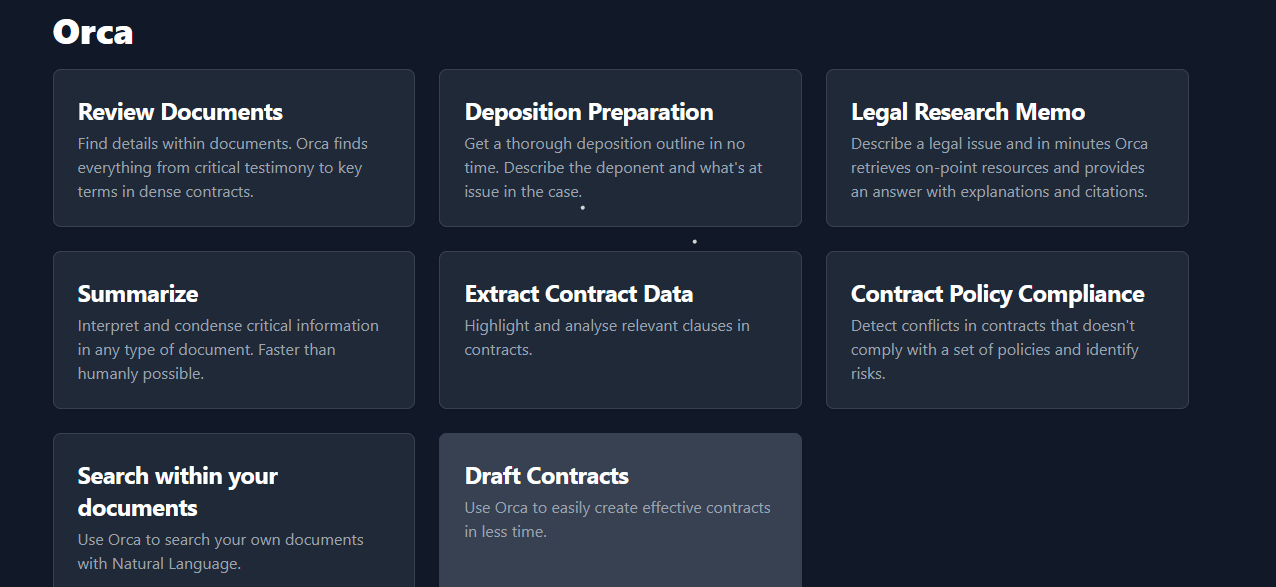 Orca
Review Documents
Find details within documents. Orca finds
everything from critical testimony to key
terms in dense contracts.
Deposition Preparation
Get a thorough deposition outline in no
time. Describe the deponent and what's at
issue in the case.
Legal Research Memo
Describe a legal issue and in minutes Orca
retrieves on-point resources and provides
an answer with explanations and citations.
Summarize
Interpret and condense critical information
in any type of document. Faster than
humanly possible.
Extract Contract Data
Highlight and analyse relevant clauses in
contracts.
Contract Policy Compliance
Detect conflicts in contracts that doesn't
comply with a set of policies and identify
risks.
Search within your
documents
Use Orca to search your own documents
with Natural Language.
Draft Contracts
Use Orca to easily create effective contracts
in less time.